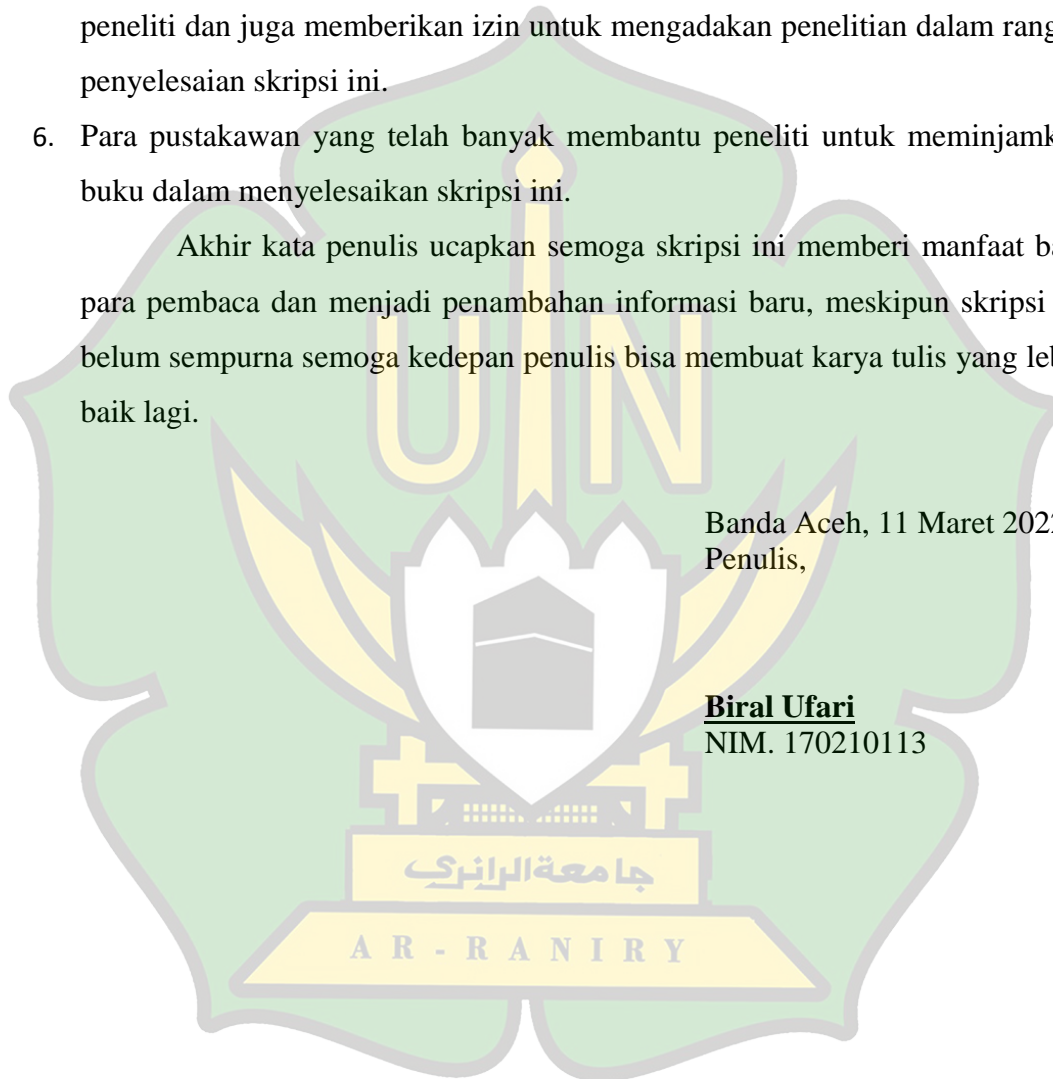 peneliti dan juga memberikan izin untuk mengadakan penelitian dalam rang
penyelesaian skripsi ini.
6. Para pustakawan yang telah banyak membantu peneliti untuk meminjamk
buku dalam menyelesaikan skripsi ini.
Akhir kata penulis ucapkan semoga skripsi ini memberi manfaat ba
para pembaca dan menjadi penambahan informasi baru, meskipun skripsi
belum sempurna semoga kedepan penulis bisa membuat karya tulis yang leb
baik lagi.
UIN
Banda Aceh, 11 Maret 202
Penulis,
Biral Ufari
NIM. 170210113
جامعة الرانري
AR-RANIRY